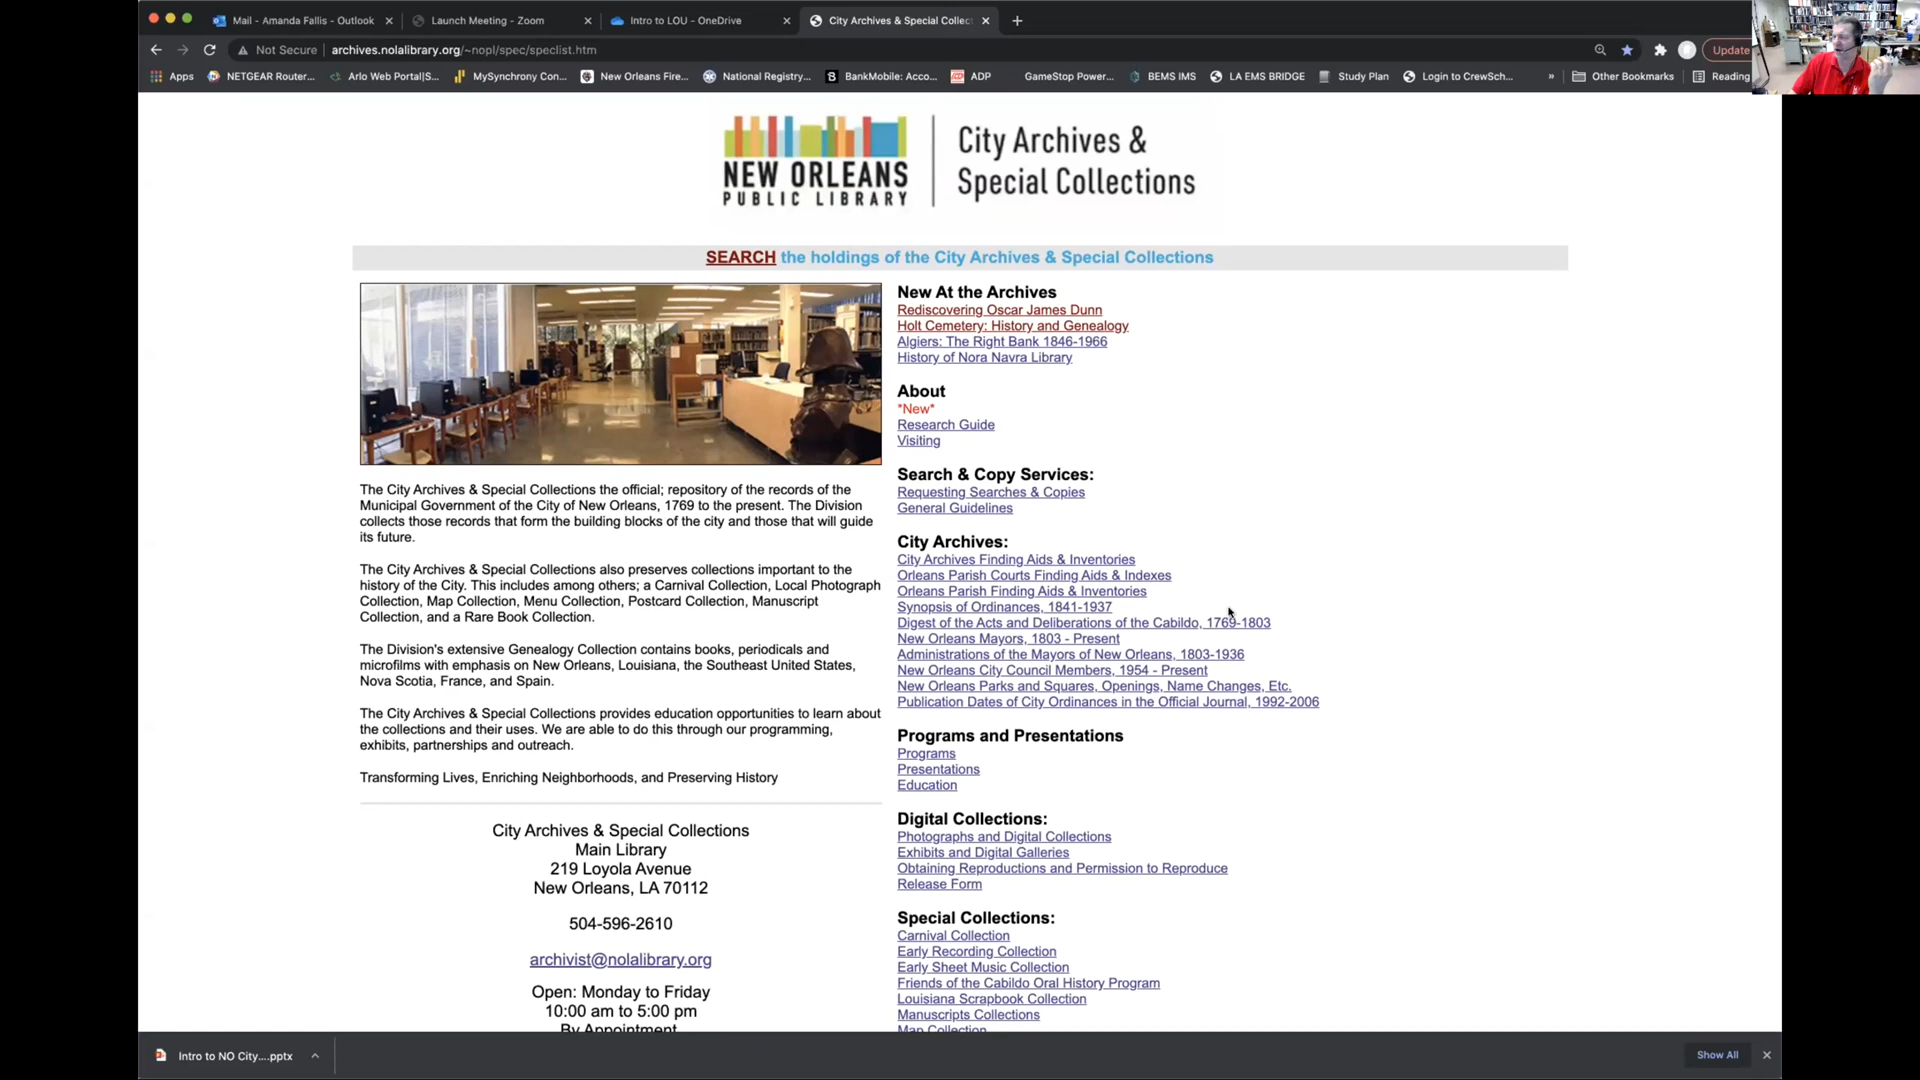 Mail - Amanda Fallis - Outlook
Launch Meeting - Zoom
Intro to LOU - OneDrive
City Archives & Special Collect
Not Secure
archives.nolalibrary.org/~nopl/spec/speclist.htm
Update
Apps
NETGEAR Router...
Arlo Web Portal|S...
MySynchrony Con...
New Orleans Fire...
National Registry...
BankMobile: Acco...
ADP
GameStop Power...
BEMS IMS
LA EMS BRIDGE
Study Plan
Login to CrewSch...
»
Other Bookmarks
Reading
NEW ORLEANS
PUBLIC LIBRARY
City Archives &
Special Collections
SEARCH the holdings of the City Archives & Special Collections
The City Archives & Special Collections the official; repository of the records of the
Municipal Government of the City of New Orleans, 1769 to the present. The Division
collects those records that form the building blocks of the city and those that will guide
its future.
The City Archives & Special Collections also preserves collections important to the
history of the City. This includes among others; a Carnival Collection, Local Photograph
Collection, Map Collection, Menu Collection, Postcard Collection, Manuscript
Collection, and a Rare Book Collection.
The Division's extensive Genealogy Collection contains books, periodicals and
microfilms with emphasis on New Orleans, Louisiana, the Southeast United States,
Nova Scotia, France, and Spain.
The City Archives & Special Collections provides education opportunities to learn about
the collections and their uses. We are able to do this through our programming,
exhibits, partnerships and outreach.
Transforming Lives, Enriching Neighborhoods, and Preserving History
City Archives & Special Collections
Main Library
219 Loyola Avenue
New Orleans, LA 70112
504-596-2610
archivist@nolalibrary.org
Open: Monday to Friday
10:00 am to 5:00 pm
By Appointment
New At the Archives
Rediscovering Oscar James Dunn
Holt Cemetery: History and Genealogy
Algiers: The Right Bank 1846-1966
History of Nora Navra Library
About
*New*
Research Guide
Visiting
Search & Copy Services:
Requesting Searches & Copies
General Guidelines
City Archives:
City Archives Finding Aids & Inventories
Orleans Parish Courts Finding Aids & Indexes
Orleans Parish Finding Aids & Inventories
Synopsis of Ordinances, 1841-1937
Digest of the Acts and Deliberations of the Cabildo, 1769-1803
New Orleans Mayors, 1803 - Present
Administrations of the Mayors of New Orleans, 1803-1936
New Orleans City Council Members, 1954 - Present
New Orleans Parks and Squares, Openings, Name Changes, Etc.
Publication Dates of City Ordinances in the Official Journal, 1992-2006
Programs and Presentations
Programs
Presentations
Education
Digital Collections:
Photographs and Digital Collections
Exhibits and Digital Galleries
Obtaining Reproductions and Permission to Reproduce
Release Form
Special Collections:
Carnival Collection
Early Recording Collection
Early Sheet Music Collection
Friends of the Cabildo Oral History Program
Louisiana Scrapbook Collection
Manuscripts Collections
Map Collection
Intro to NO City....pptx
Show All